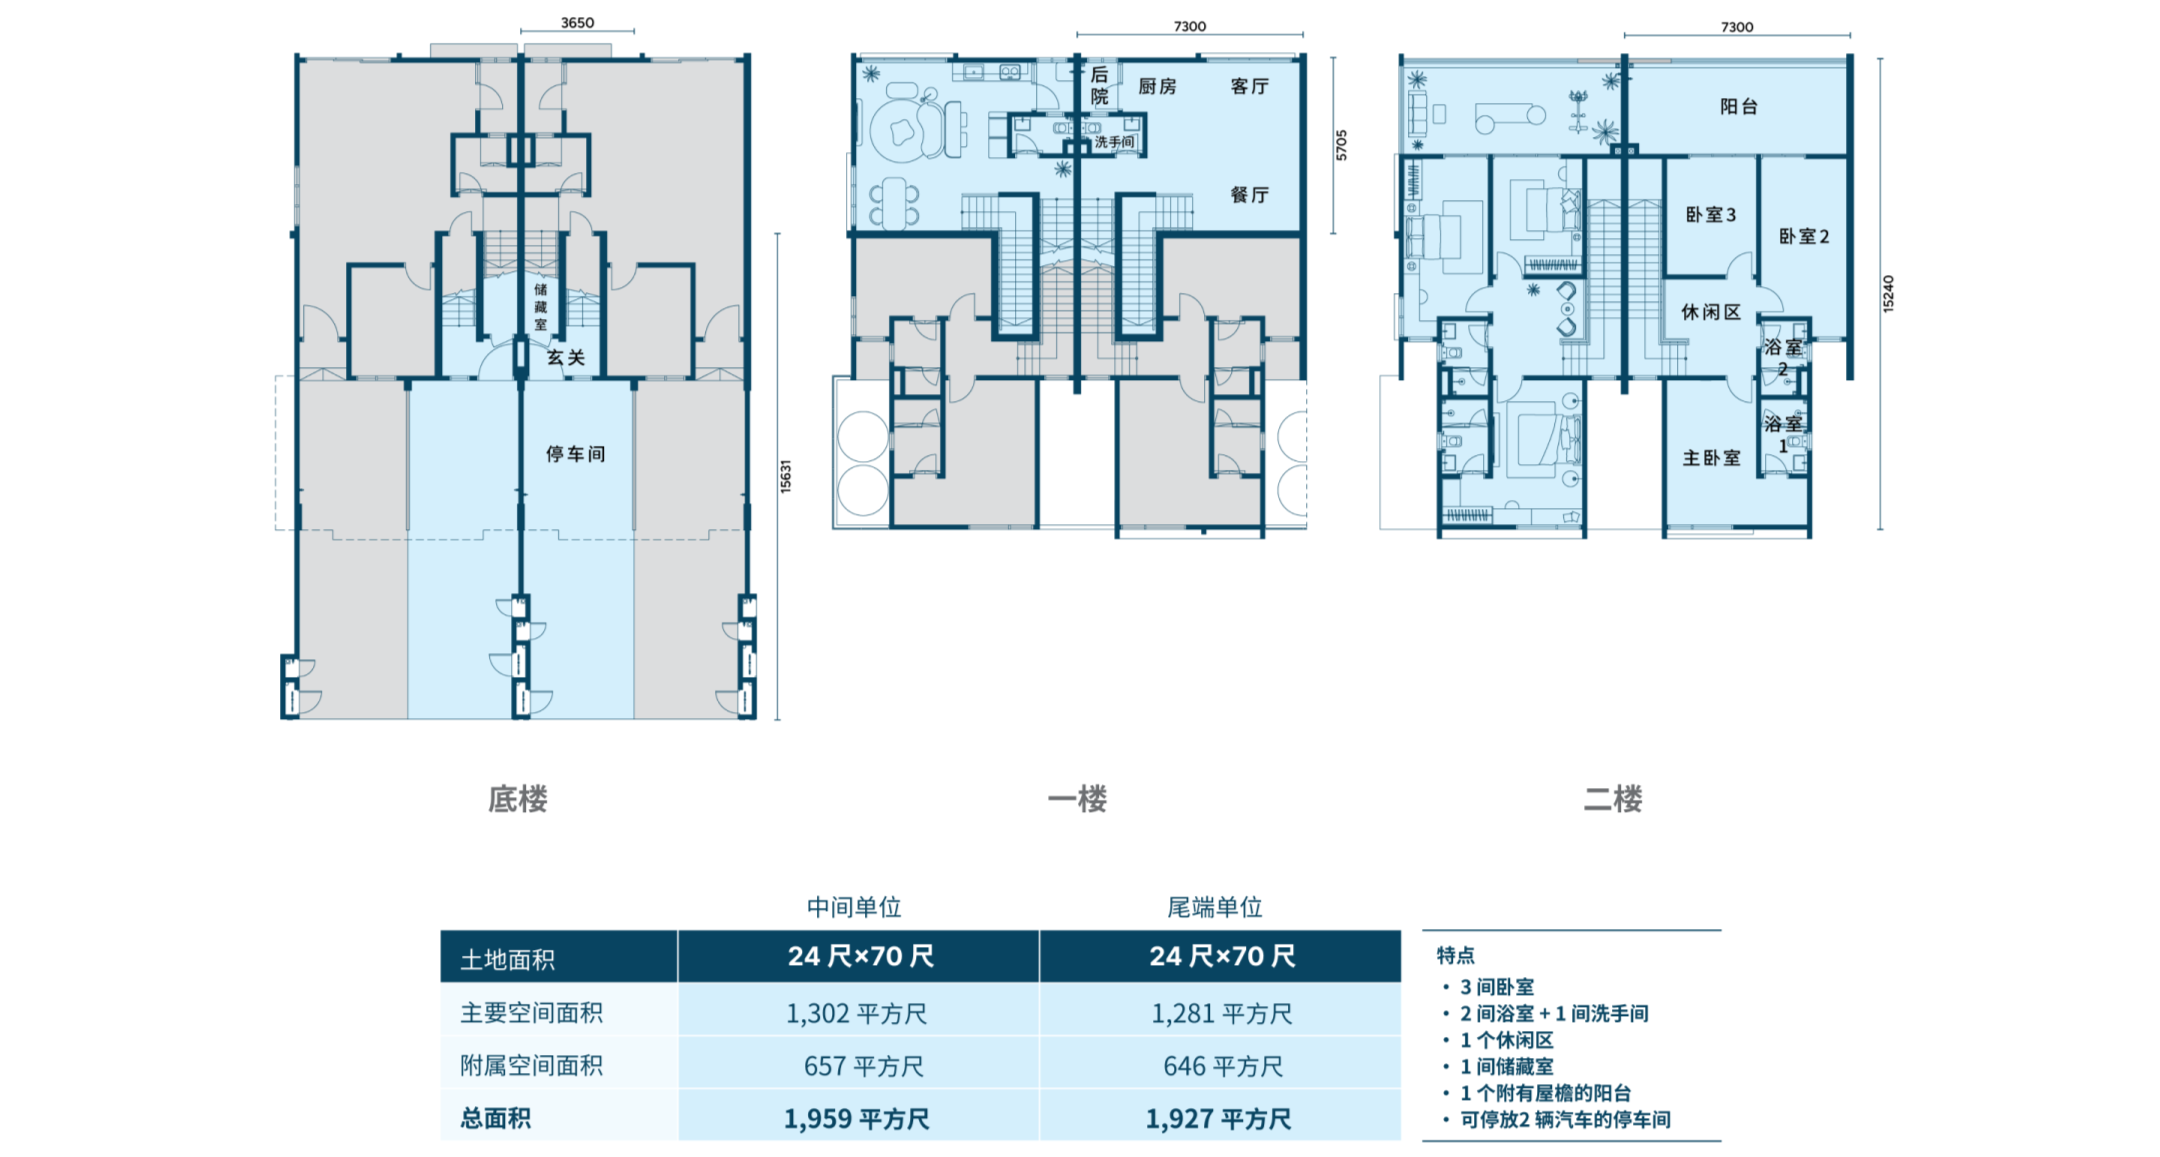 3650
7300
7300
后院
厨房
客厅
洗手间
餐厅
5705
阳台
卧室3
卧室2
休闲区
浴室2
浴室1
主卧室
15240
储藏室
玄关
停车间
15631
底楼
一楼
二楼
中间单位
尾端单位
土地面积
24 尺×70 尺
24 尺×70 尺
主要空间面积
1,302 平方尺
1,281 平方尺
附属空间面积
657 平方尺
646 平方尺
总面积
1,959 平方尺
1,927 平方尺
特点
• 3 间卧室
• 2 间浴室 + 1 间洗手间
• 1 个休闲区
• 1 间储藏室
• 1 个附有屋檐的阳台
• 可停放2 辆汽车的停车间